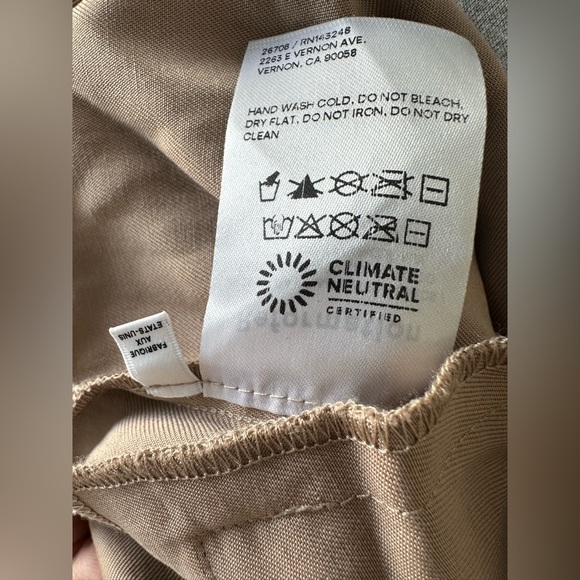 26708 / RN143248
2263 E VERNON AVE.
VERNON, CA 90058
HAND WASH COLD, DO NOT BLEACH,
DRY FLAT, DO NOT IRON, DO NOT DRY
CLEAN
CLIMATE
NEUTRAL
CERTIFIED
Reformation
FABRIQUE
AUX
ETATS-UNIS